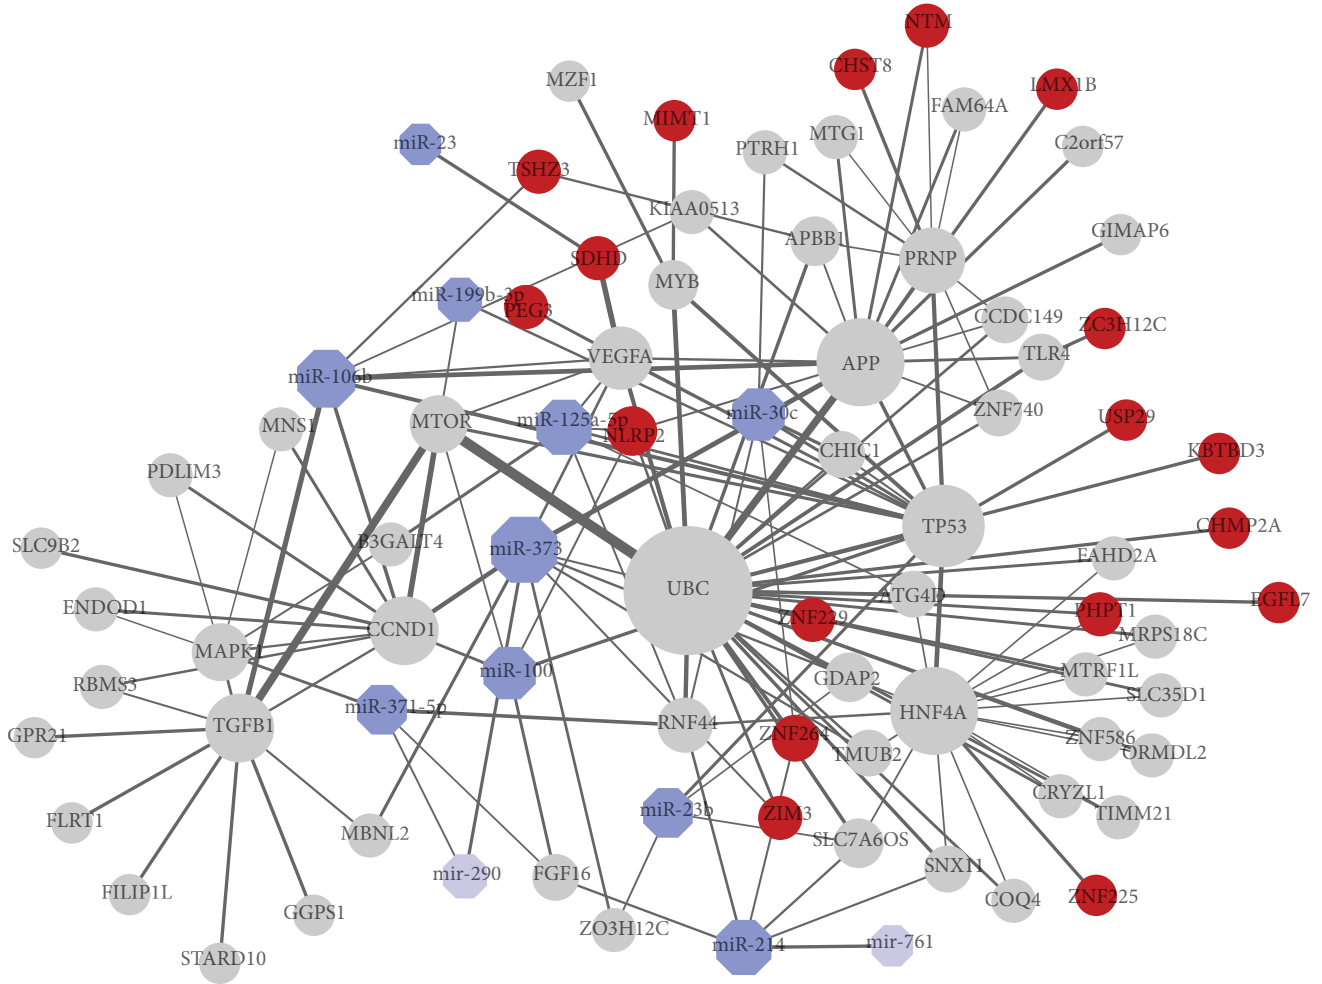 NTM
CHST8
LMX1B
MZF1
FAM64A
MIMT1
MTG1
miR-23
C2orf57
PTRH1
TSHZ3
KIAA0513
GIMAP6
APBB1
SDHD
PRNP
MYB
miR-199b-3p
PEG3
CCDC149
ZC3H12C
VEGFA
TLR4
APP
miR-106b
ZNF740
miR-30c
USP29
MNS1
MTOR
miR-125a-5p
NLRP2
KBTBD3
CHIC1
PDLIM3
TP53
CHMP2A
SLC9B2
B3GALT4
miR-373
FAHD2A
UBC
ATG4D
EGFL7
ENDOD1
PHPT1
ZNF229
CCND1
MRPS18C
MAPK1
miR-100
MTRF1L
GDAP2
RBMS3
SLC35D1
miR-371-5p
HNF4A
RNF44
TGFB1
GPR21
ZNF264
ZNF586
ORMDL2
TMUB2
CRYZL1
miR-23b
ZIM3
TIMM21
FLRT1
MBNL2
SLC7A6OS
SNX11
mir-290
FGF16
FILIP1L
COQ4
ZNF225
GGPS1
ZO3H12C
miR-214
mir-761
STARD10